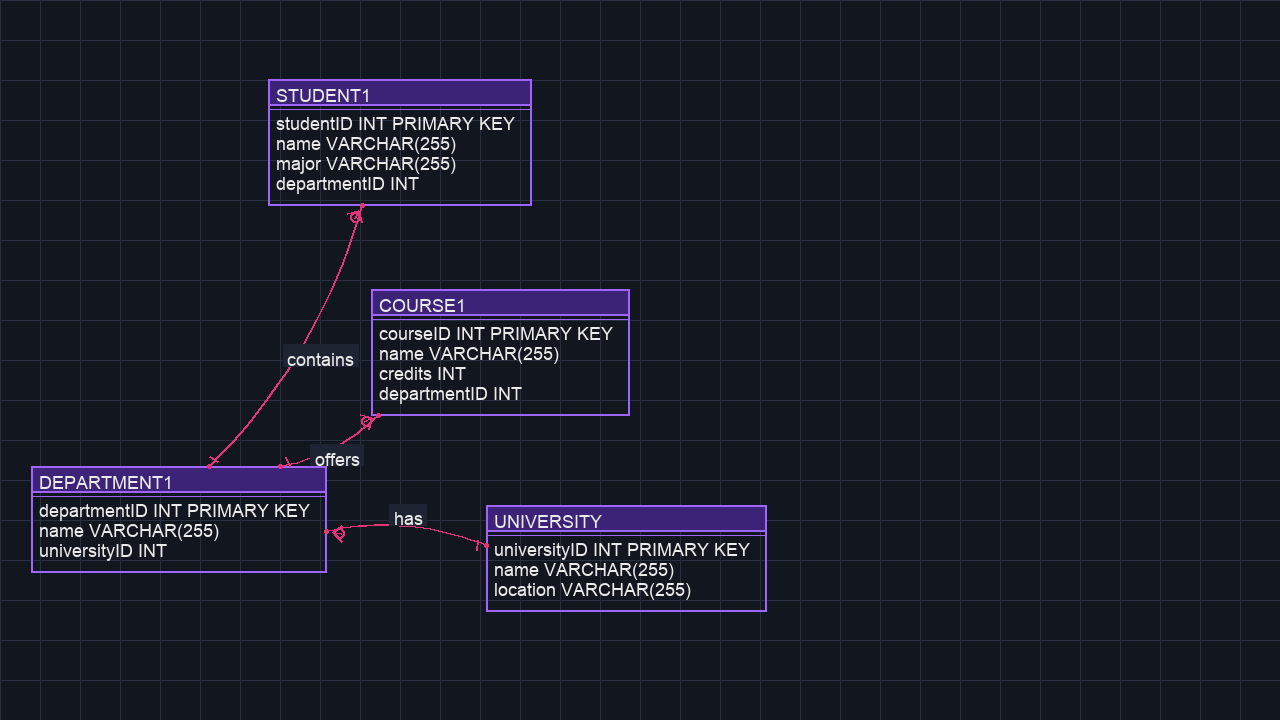 STUDENT1
studentID INT PRIMARY KEY
name VARCHAR(255)
major VARCHAR(255)
departmentID INT
COURSE1
courseID INT PRIMARY KEY
name VARCHAR(255)
credits INT
departmentID INT
contains
offers
DEPARTMENT1
departmentID INT PRIMARY KEY
name VARCHAR(255)
universityID INT
has
UNIVERSITY
universityID INT PRIMARY KEY
name VARCHAR(255)
location VARCHAR(255)